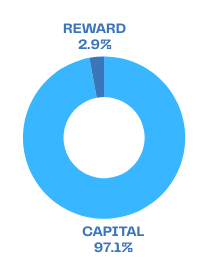 REWARD
2.9%
CAPITAL
97.1%